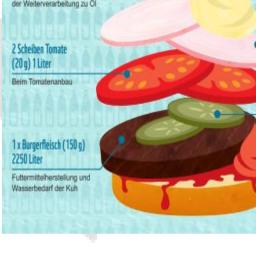 der Weiterverarbeitung zu Öl
2 Scheiben Tomate
(20 g) 1 Liter
Beim Tomatenanbau
1 x Burgerfleisch (150 g)
2250 Liter
Futtermittelherstellung und
Wasserbedarf der Kuh